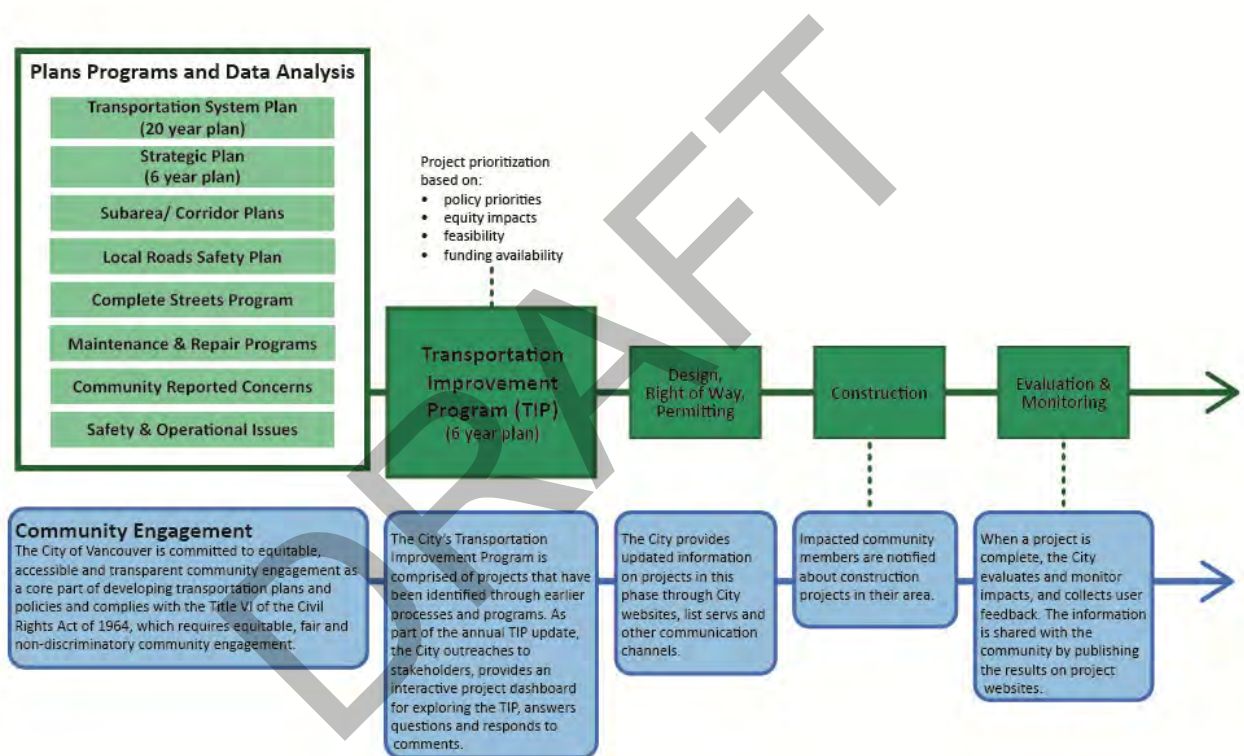 Plans Programs and Data Analysis
Transportation System Plan
(20 year plan)
Strategic Plan
(6 year plan)
Subarea/ Corridor Plans
Local Roads Safety Plan
Complete Streets Program
Maintenance & Repair Programs
Community Reported Concerns
Safety & Operational Issues
Project prioritization
based on:
• policy priorities
• equity impacts
• feasibility
• funding availability
Transportation
Improvement
Program (TIP)
(6 year plan)
Design,
Right of Way,
Permitting
Construction
Evaluation &
Monitoring
Community Engagement
The City of Vancouver is committed to equitable,
accessible and transparent community engagement as
a core part of developing transportation plans and
policies and complies with the Title VI of the Civil
Rights Act of 1964, which requires equitable, fair and
non-discriminatory community engagement.
The City's Transportation
Improvement Program is
comprised of projects that have
been identified through earlier
processes and programs. As
part of the annual TIP update,
the City outreaches to
stakeholders, provides an
interactive project dashboard
for exploring the TIP, answers
questions and responds to
comments.
The City provides
updated information
on projects in this
phase through City
websites, list servs and
other communication
channels.
Impacted community
members are notified
about construction
projects in their area.
When a project is
complete, the City
evaluates and monitor
impacts, and collects user
feedback. The information
is shared with the
community by publishing
the results on project
websites.
DRAFT